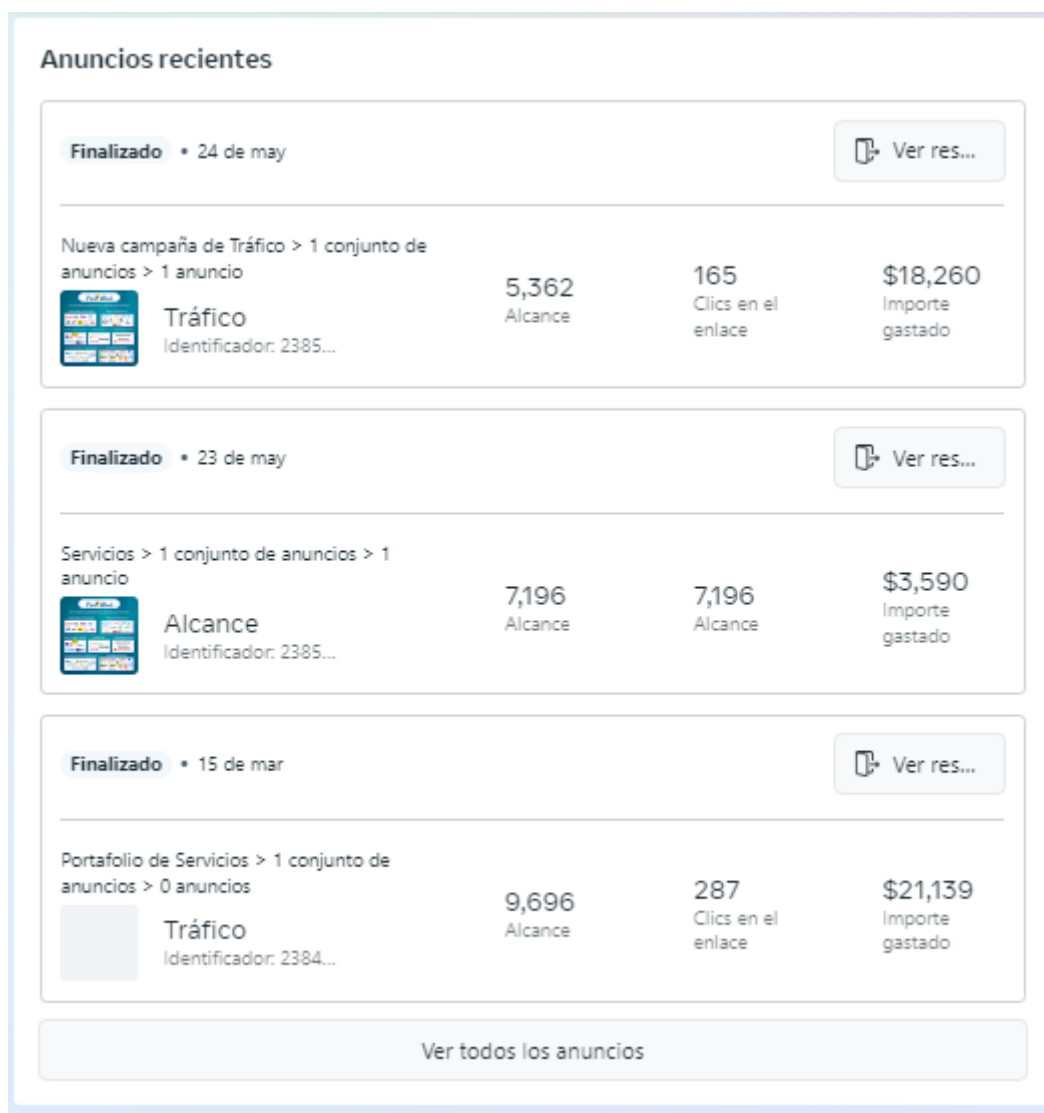 Anuncios recientes
Finalizado • 24 de may
Ver res...
Nueva campaña de Tráfico > 1 conjunto de
anuncios > 1 anuncio
Tráfico
Identificador: 2385...
5,362
Alcance
165
Clics en el
enlace
$18,260
Importe
gastado
Finalizado • 23 de may
Ver res...
Servicios > 1 conjunto de anuncios > 1
anuncio
Alcance
Identificador: 2385...
7,196
Alcance
7,196
Alcance
$3,590
Importe
gastado
Finalizado • 15 de mar
Ver res...
Portafolio de Servicios > 1 conjunto de
anuncios > 0 anuncios
Tráfico
Identificador: 2384...
9,696
Alcance
287
Clics en el
enlace
$21,139
Importe
gastado
Ver todos los anuncios